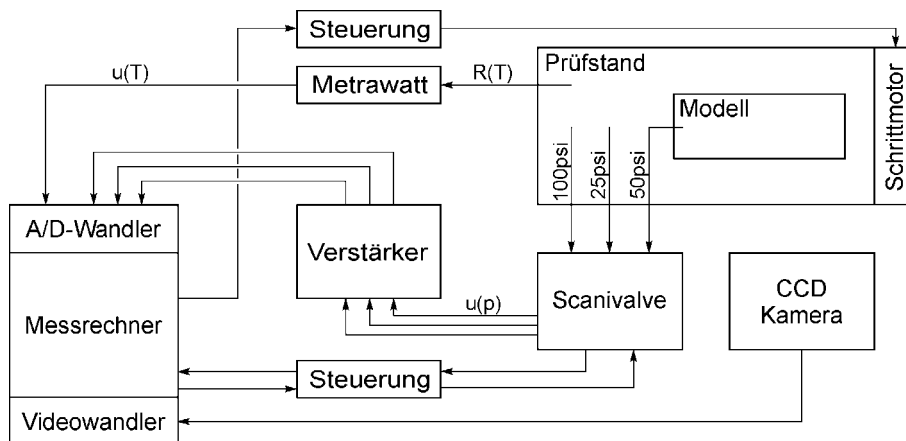 Steuerung
u(T)
Metrawatt
R(T)
Prüfstand
Modell
Schrittmotor
100psi
25psi
50psi
A/D-Wandler
Messrechner
Videowandler
Verstärker
u(p)
Scanivalve
CCD
Kamera
Steuerung